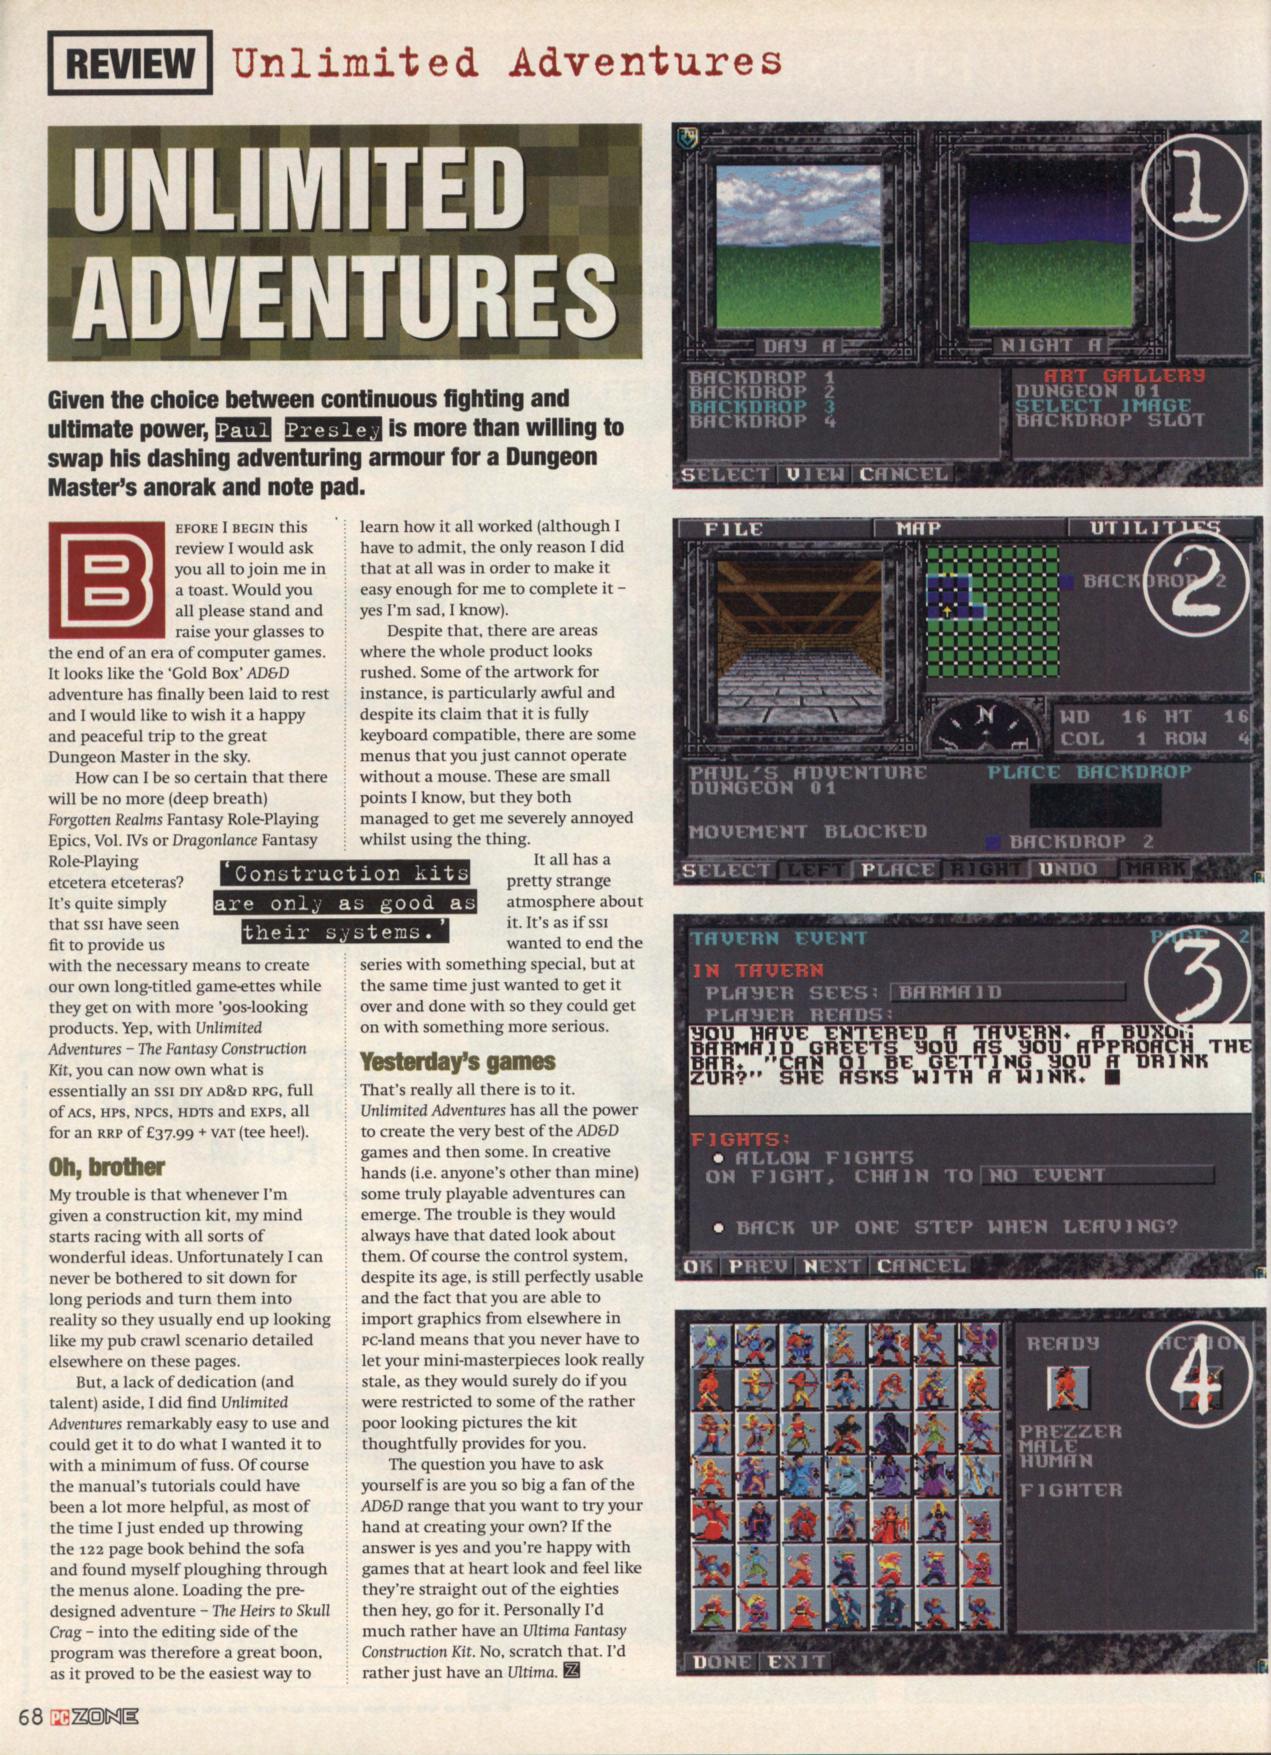 REVIEW Unlimited Adventures
UNLIMITED
ADVENTURES
Given the choice between continuous fighting and
ultimate power, Paul Presley is more than willing to
swap his dashing adventuring armour for a Dungeon
Master's anorak and note pad.
BEFORE I BEGIN this
review I would ask
you all to join me in
a toast. Would you
all please stand and
raise your glasses to
the end of an era of computer games.
It looks like the 'Gold Box' AD&D
adventure has finally been laid to rest
and I would like to wish it a happy
and peaceful trip to the great
Dungeon Master in the sky.
How can I be so certain that there
will be no more (deep breath)
Forgotten Realms Fantasy Role-Playing
Epics, Vol. IVs or Dragonlance Fantasy
Role-Playing
etcetera etceteras?
It's quite simply
that SSI have seen
fit to provide us
with the necessary means to create
our own long-titled game-ettes while
they get on with more '90s-looking
products. Yep, with Unlimited
Adventures – The Fantasy Construction
Kit, you can now own what is
essentially an SSI DIY AD&D RPG, full
of ACS, HPS, NPCS, HDTS and EXPS, all
for an RRP of £37.99 + VAT (tee hee!).
Oh, brother
My trouble is that whenever I'm
given a construction kit, my mind
starts racing with all sorts of
wonderful ideas. Unfortunately I can
never be bothered to sit down for
long periods and turn them into
reality so they usually end up looking
like my pub crawl scenario detailed
elsewhere on these pages.
But, a lack of dedication (and
talent) aside, I did find Unlimited
Adventures remarkably easy to use and
could get it to do what I wanted it to
with a minimum of fuss. Of course
the manual's tutorials could have
been a lot more helpful, as most of
the time I just ended up throwing
the 122 page book behind the sofa
and found myself ploughing through
the menus alone. Loading the pre-
designed adventure – The Heirs to Skull
Crag – into the editing side of the
program was therefore a great boon,
as it proved to be the easiest way to
learn how it all worked (although I
have to admit, the only reason I did
that at all was in order to make it
easy enough for me to complete it –
yes I'm sad, I know).
Despite that, there are areas
where the whole product looks
rushed. Some of the artwork for
instance, is particularly awful and
despite its claim that it is fully
keyboard compatible, there are some
menus that you just cannot operate
without a mouse. These are small
points I know, but they both
managed to get me severely annoyed
whilst using the thing.
'Construction kits
are only as good as
their systems.'
It all has a
pretty strange
atmosphere about
it. It's as if SSI
wanted to end the
series with something special, but at
the same time just wanted to get it
over and done with so they could get
on with something more serious.
Yesterday's games
That's really all there is to it.
Unlimited Adventures has all the power
to create the very best of the AD&D
games and then some. In creative
hands (i.e. anyone's other than mine)
some truly playable adventures can
emerge. The trouble is they would
always have that dated look about
them. Of course the control system,
despite its age, is still perfectly usable
and the fact that you are able to
import graphics from elsewhere in
PC-land means that you never have to
let your mini-masterpieces look really
stale, as they would surely do if you
were restricted to some of the rather
poor looking pictures the kit
thoughtfully provides for you.
The question you have to ask
yourself is are you so big a fan of the
AD&D range that you want to try your
hand at creating your own? If the
answer is yes and you're happy with
games that at heart look and feel like
they're straight out of the eighties
then hey, go for it. Personally I'd
much rather have an Ultima Fantasy
Construction Kit. No, scratch that. I'd
rather just have an Ultima. Z
1
DAY A NIGHT A
BACKDROP 1
BACKDROP 2
BACKDROP 3
BACKDROP 4
ART GALLERY
DUNGEON 01
SELECT IMAGE
BACKDROP SLOT
SELECT VIEW CANCEL
2
FILE MAP UTILITIES
BACKDROP 2
N
WD 16 HT 16
COL 1 ROW 4
PAUL'S ADVENTURE
DUNGEON 01
MOVEMENT BLOCKED
PLACE BACKDROP
BACKDROP 2
SELECT LEFT PLACE RIGHT UNDO MARK
3
TAVERN EVENT PAGE 2
IN TAVERN
PLAYER SEES: BARMAID
PLAYER READS:
YOU HAVE ENTERED A TAVERN. A BUXOM
BARMAID GREETS YOU AS YOU APPROACH THE
BAR. "CAN OI BE GETTING YOU A DRINK
ZUR?" SHE ASKS WITH A WINK.
FIGHTS:
ALLOW FIGHTS
ON FIGHT, CHAIN TO NO EVENT
BACK UP ONE STEP WHEN LEAVING?
OK PREV NEXT CANCEL
4
READY ACTION
PREZZER
MALE
HUMAN
FIGHTER
DONE EXIT
68 PC ZONE